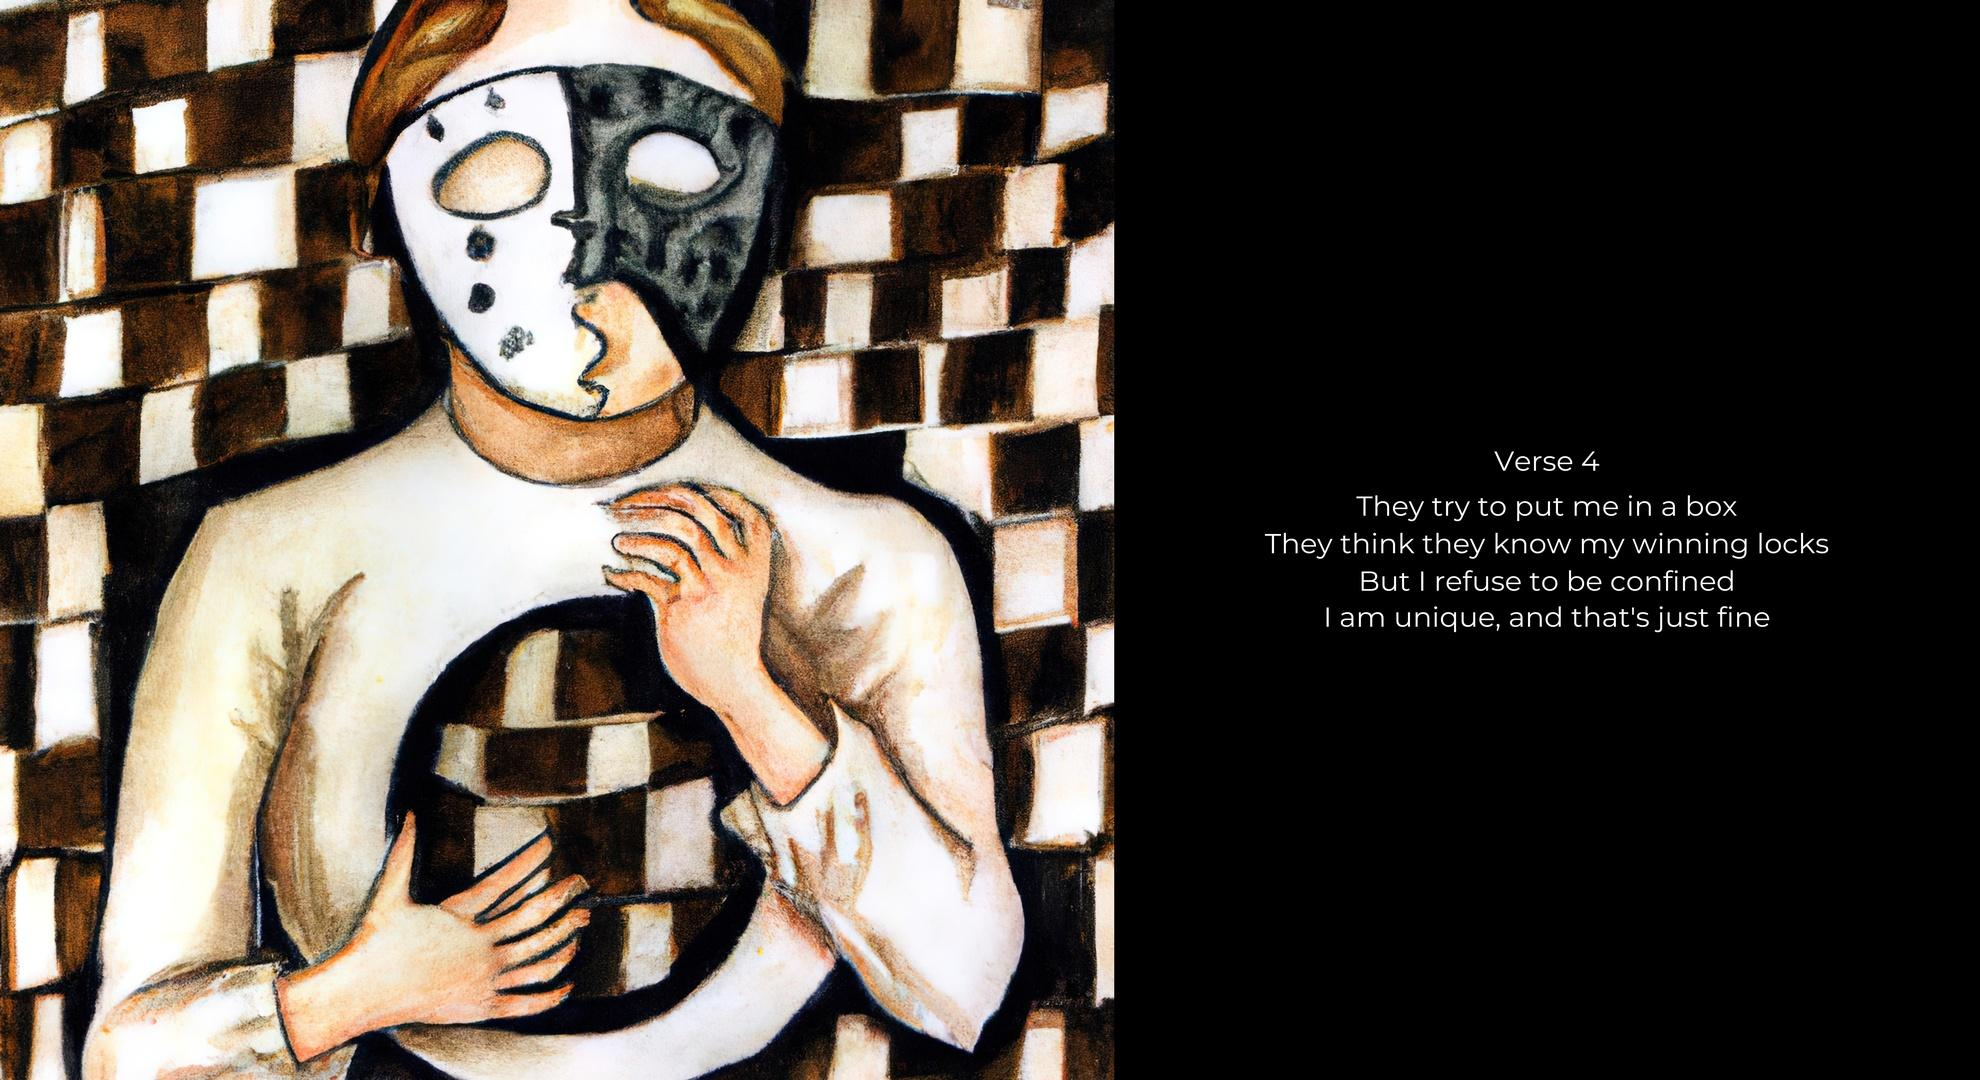 Verse 4
They try to put me in a box
They think they know my winning locks
But I refuse to be confined
I am unique, and that's just fine